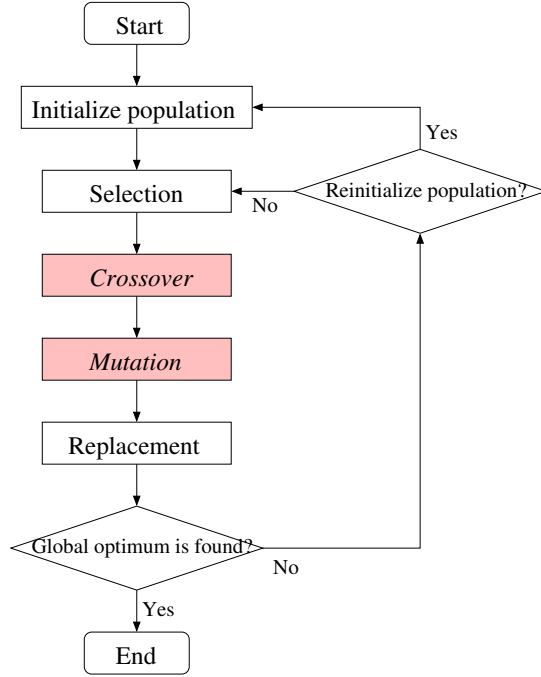 Start
Initialize population
Yes
Selection
No
Reinitialize population?
Crossover
Mutation
Replacement
Global optimum is found?
No
Yes
End